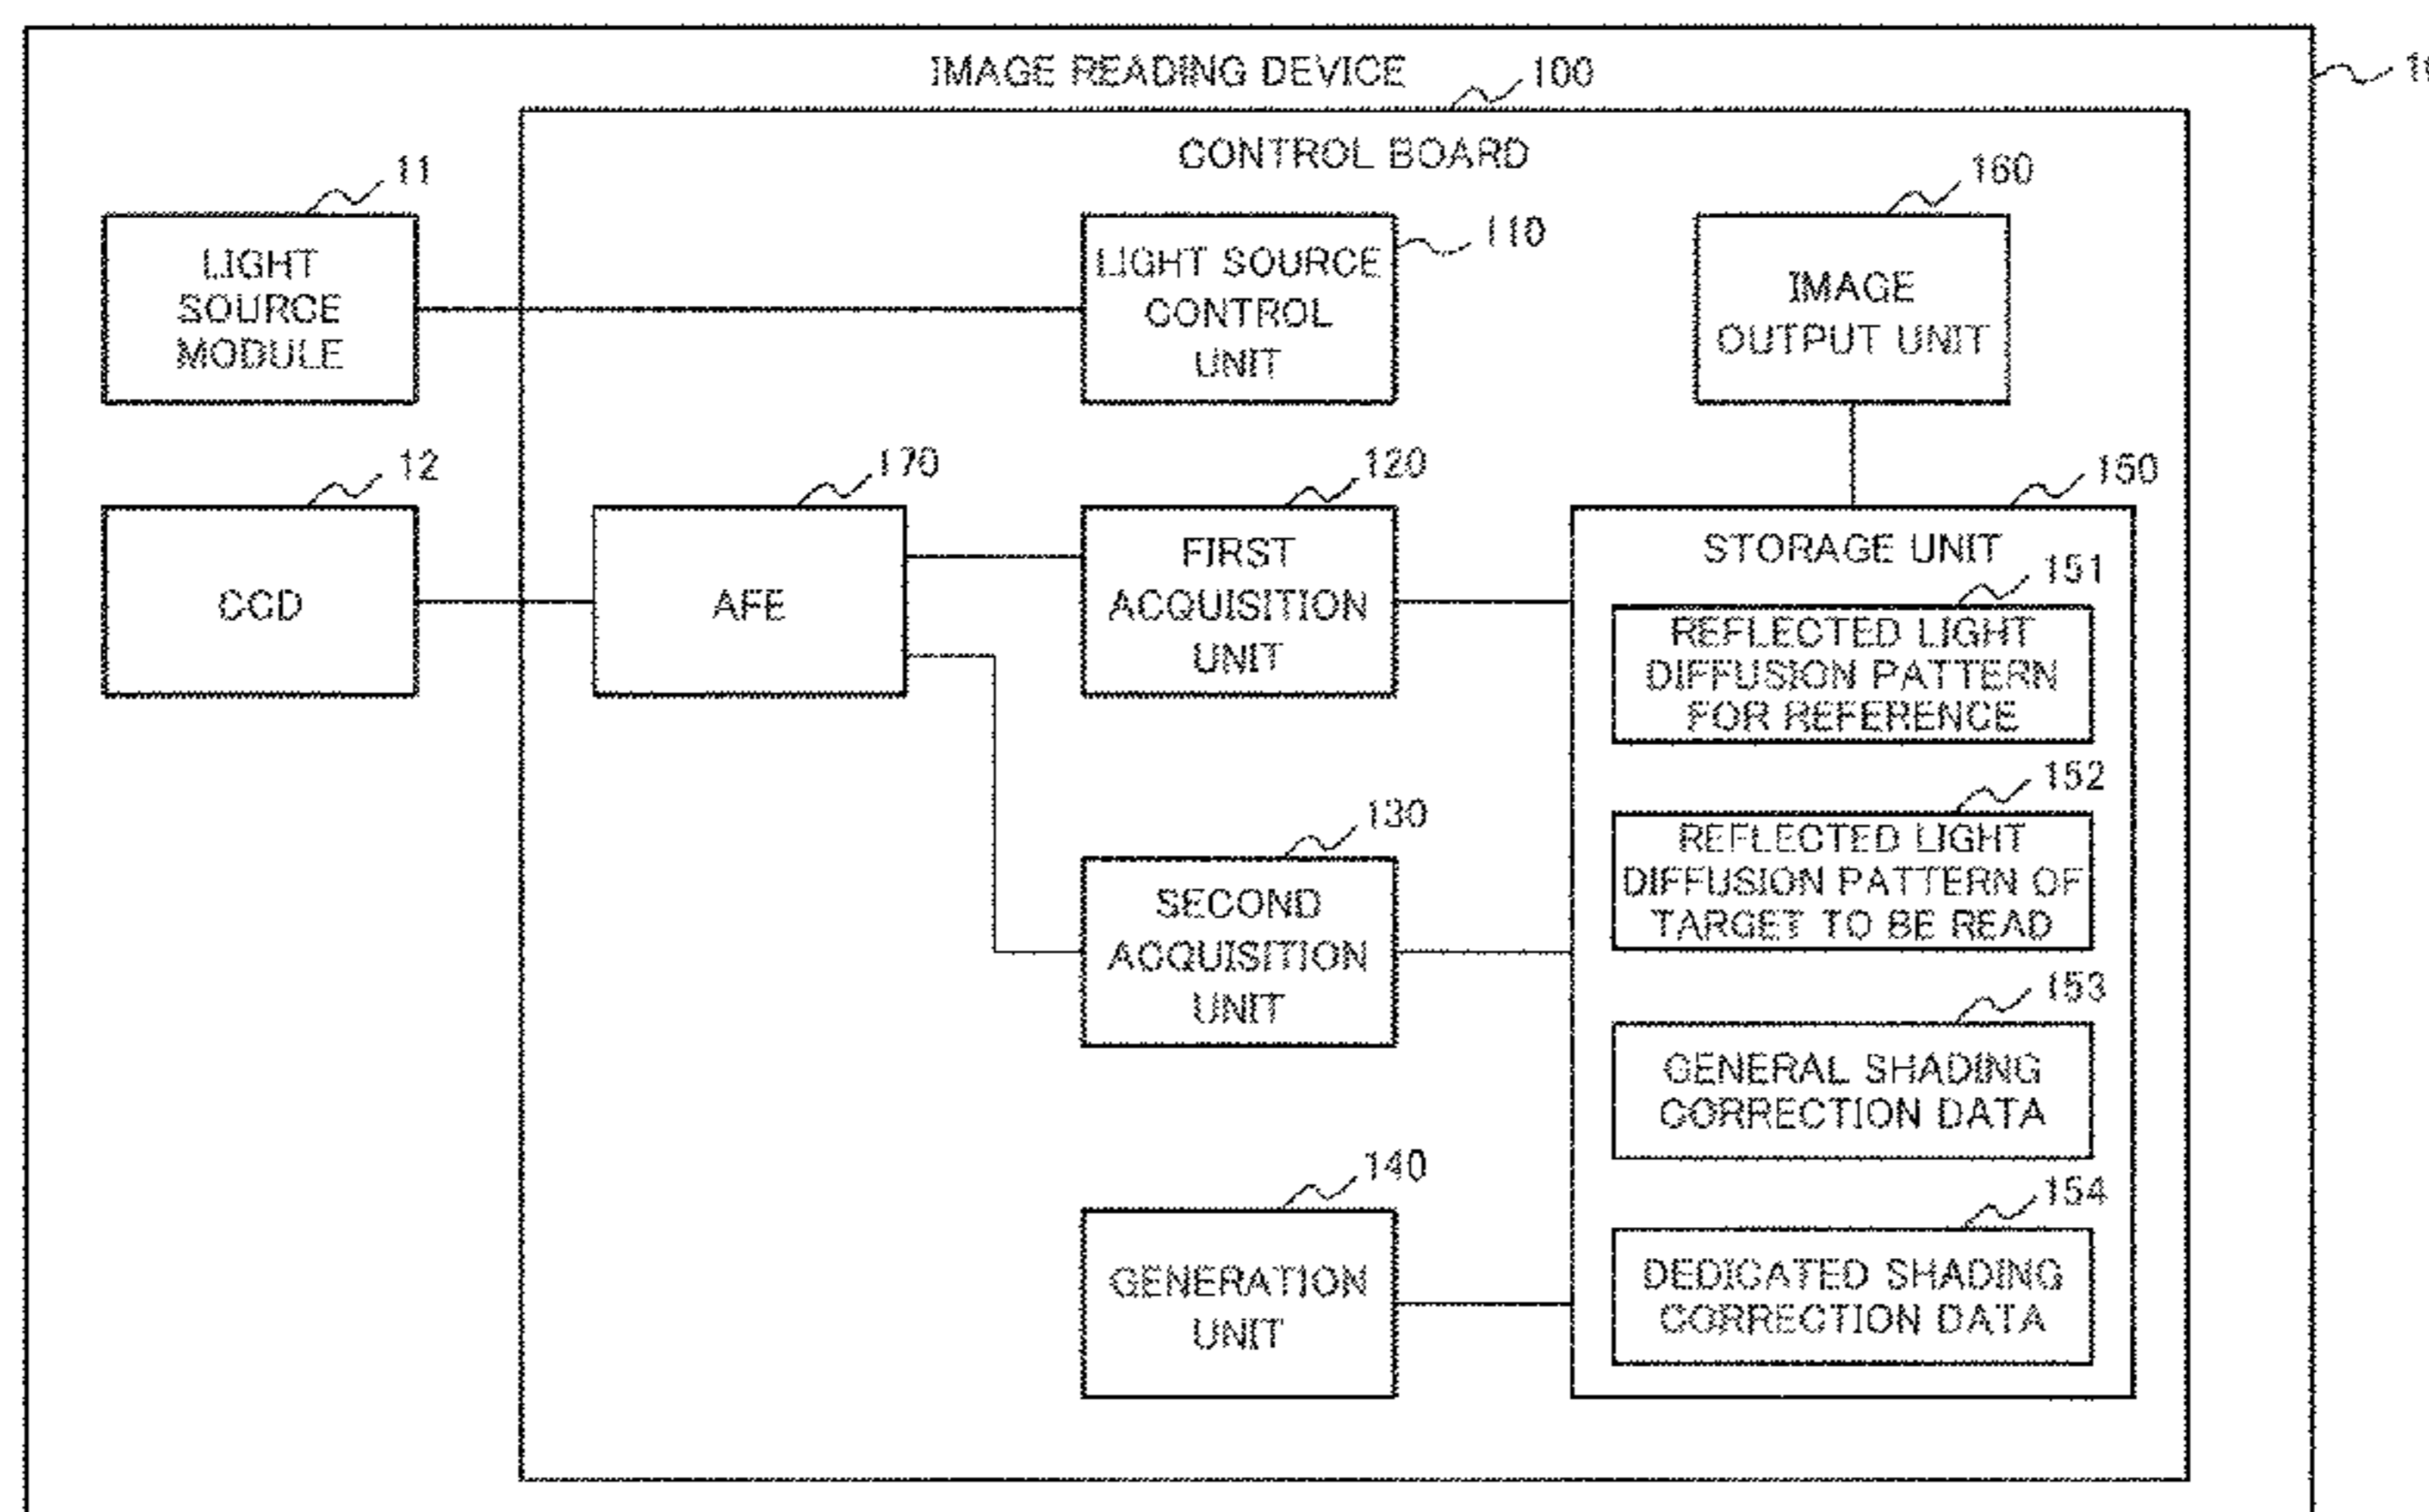 IMAGE READING DEVICE
100
CONTROL BOARD
11
LIGHT
SOURCE
MODULE
110
LIGHT SOURCE
CONTROL
UNIT
160
IMAGE
OUTPUT UNIT
12
CCD
170
AFE
120
FIRST
ACQUISITION
UNIT
150
STORAGE UNIT
151
REFLECTED LIGHT
DIFFUSION PATTERN
FOR REFERENCE
152
REFLECTED LIGHT
DIFFUSION PATTERN OF
TARGET TO BE READ
130
SECOND
ACQUISITION
UNIT
153
GENERAL SHADING
CORRECTION DATA
140
GENERATION
UNIT
154
DEDICATED SHADING
CORRECTION DATA